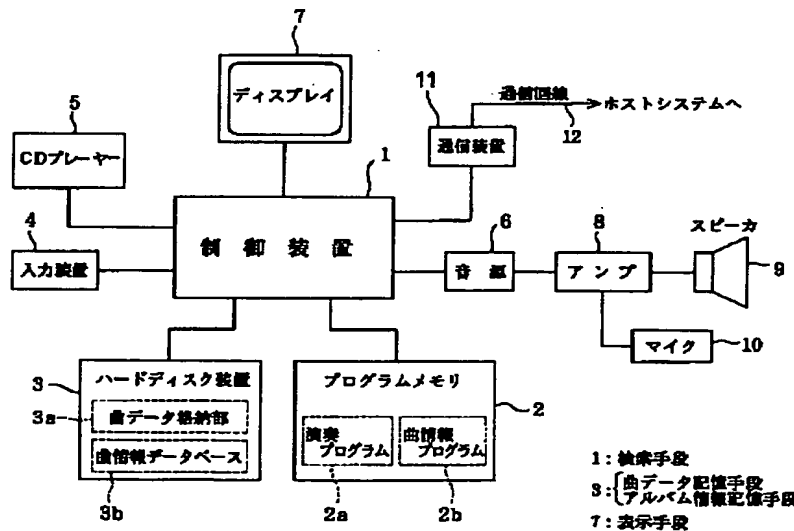 7
ディスプレイ
5
CDプレーヤー
11
通信回線
ホストシステムへ
12
通信装置
1
制御装置
4
入力装置
6
音源
8
アンプ
スピーカ
9
マイク
10
3
ハードディスク装置
3a
曲データ格納部
曲情報データベース
3b
プログラムメモリ
2
演奏
プログラム
曲情報
プログラム
2a
2b
1:検索手段
3:{曲データ記憶手段
アルバム情報記憶手段
7:表示手段